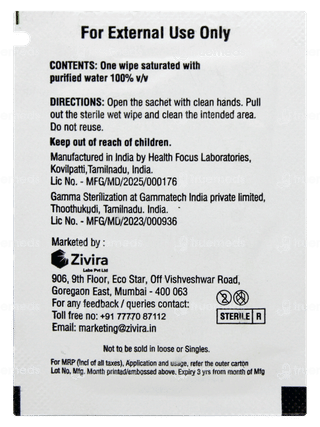 For External Use Only
CONTENTS: One wipe saturated with
purified water 100% v/v
DIRECTIONS: Open the sachet with clean hands. Pull
out the sterile wet wipe and clean the intended area.
Do not reuse.
Keep out of reach of children.
Manufactured in India by Health Focus Laboratories,
Kovilpatti,Tamilnadu, India.
Lic No. - MFG/MD/2025/000176
Gamma Sterilization at Gammatech India private limited,
Thoothukudi, Tamilnadu, India.
Lic No. - MFG/MD/2023/000936
Marketed by :
Zivira
Labs Pvt Ltd
906, 9th Floor, Eco Star, Off Vishveshwar Road,
Goregaon East, Mumbai - 400 063
For any feedback / queries contact:
Toll free no: +91 77770 87112
Email: marketing@zivira.in
STERILE R
Not to be sold in loose or Singles.
For MRP (Incl of all taxes), Application and usage, refer the outer carton
Lot No, Mfg. Month printed/embossed above. Expiry 3 yrs from month of Mfg